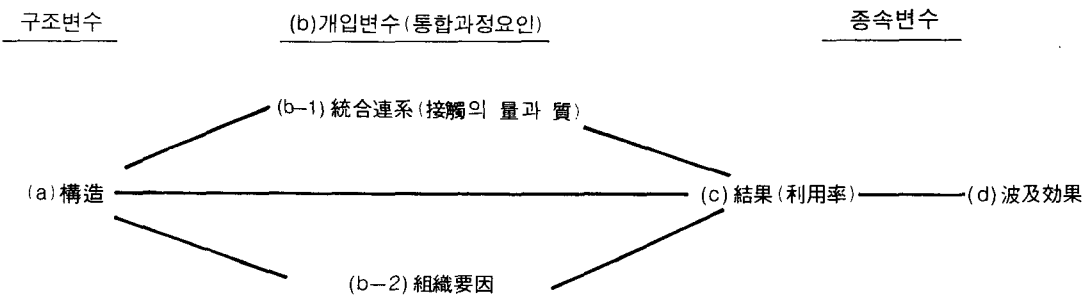 구조변수 (b)개입변수(통합과정요인) 종속변수
(b-1) 統合連系(接觸의 量과 質)
(a) 構造 (c) 結果(利用率) (d) 波及効果
(b-2) 組織要因